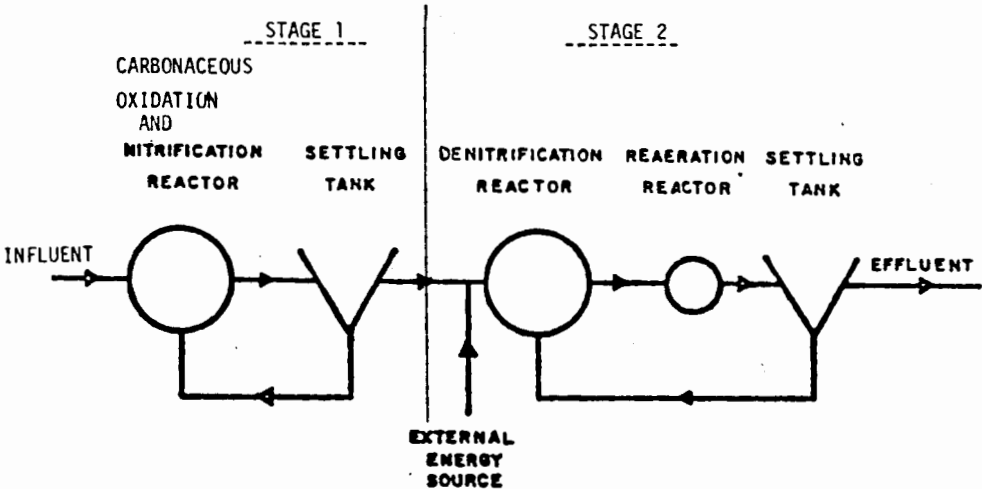 STAGE 1
STAGE 2
CARBONACEOUS
OXIDATION
AND
NITRIFICATION
REACTOR
SETTLING
TANK
DENITRIFICATION
REACTOR
REAERATION
REACTOR
SETTLING
TANK
INFLUENT
EFFLUENT
EXTERNAL
ENERGY
SOURCE